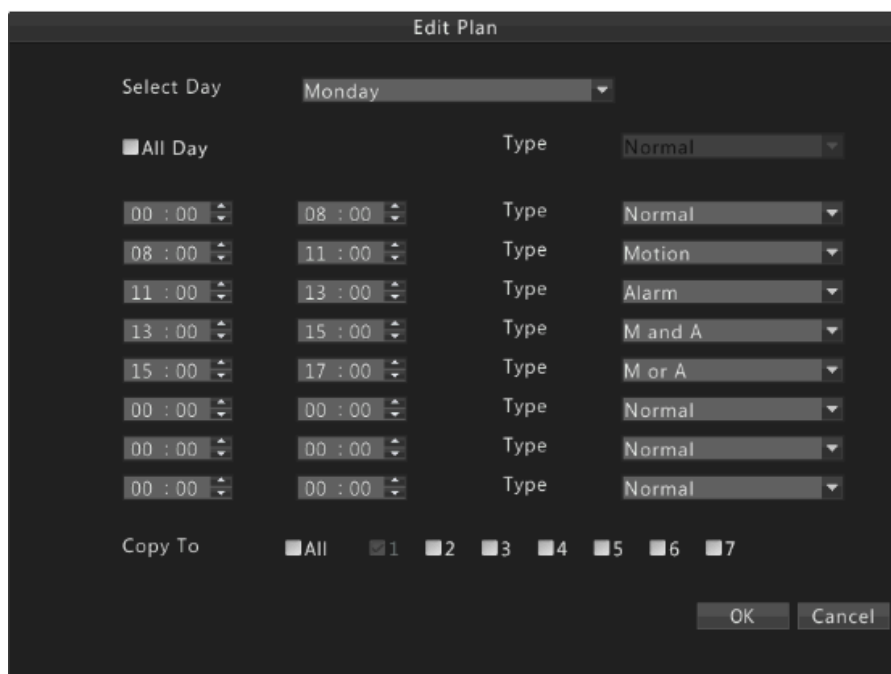 Edit Plan
Select Day Monday
All Day Type Normal
00 : 00 08 : 00 Type Normal
08 : 00 11 : 00 Type Motion
11 : 00 13 : 00 Type Alarm
13 : 00 15 : 00 Type M and A
15 : 00 17 : 00 Type M or A
00 : 00 00 : 00 Type Normal
00 : 00 00 : 00 Type Normal
00 : 00 00 : 00 Type Normal
Copy To All 1 2 3 4 5 6 7
OK Cancel